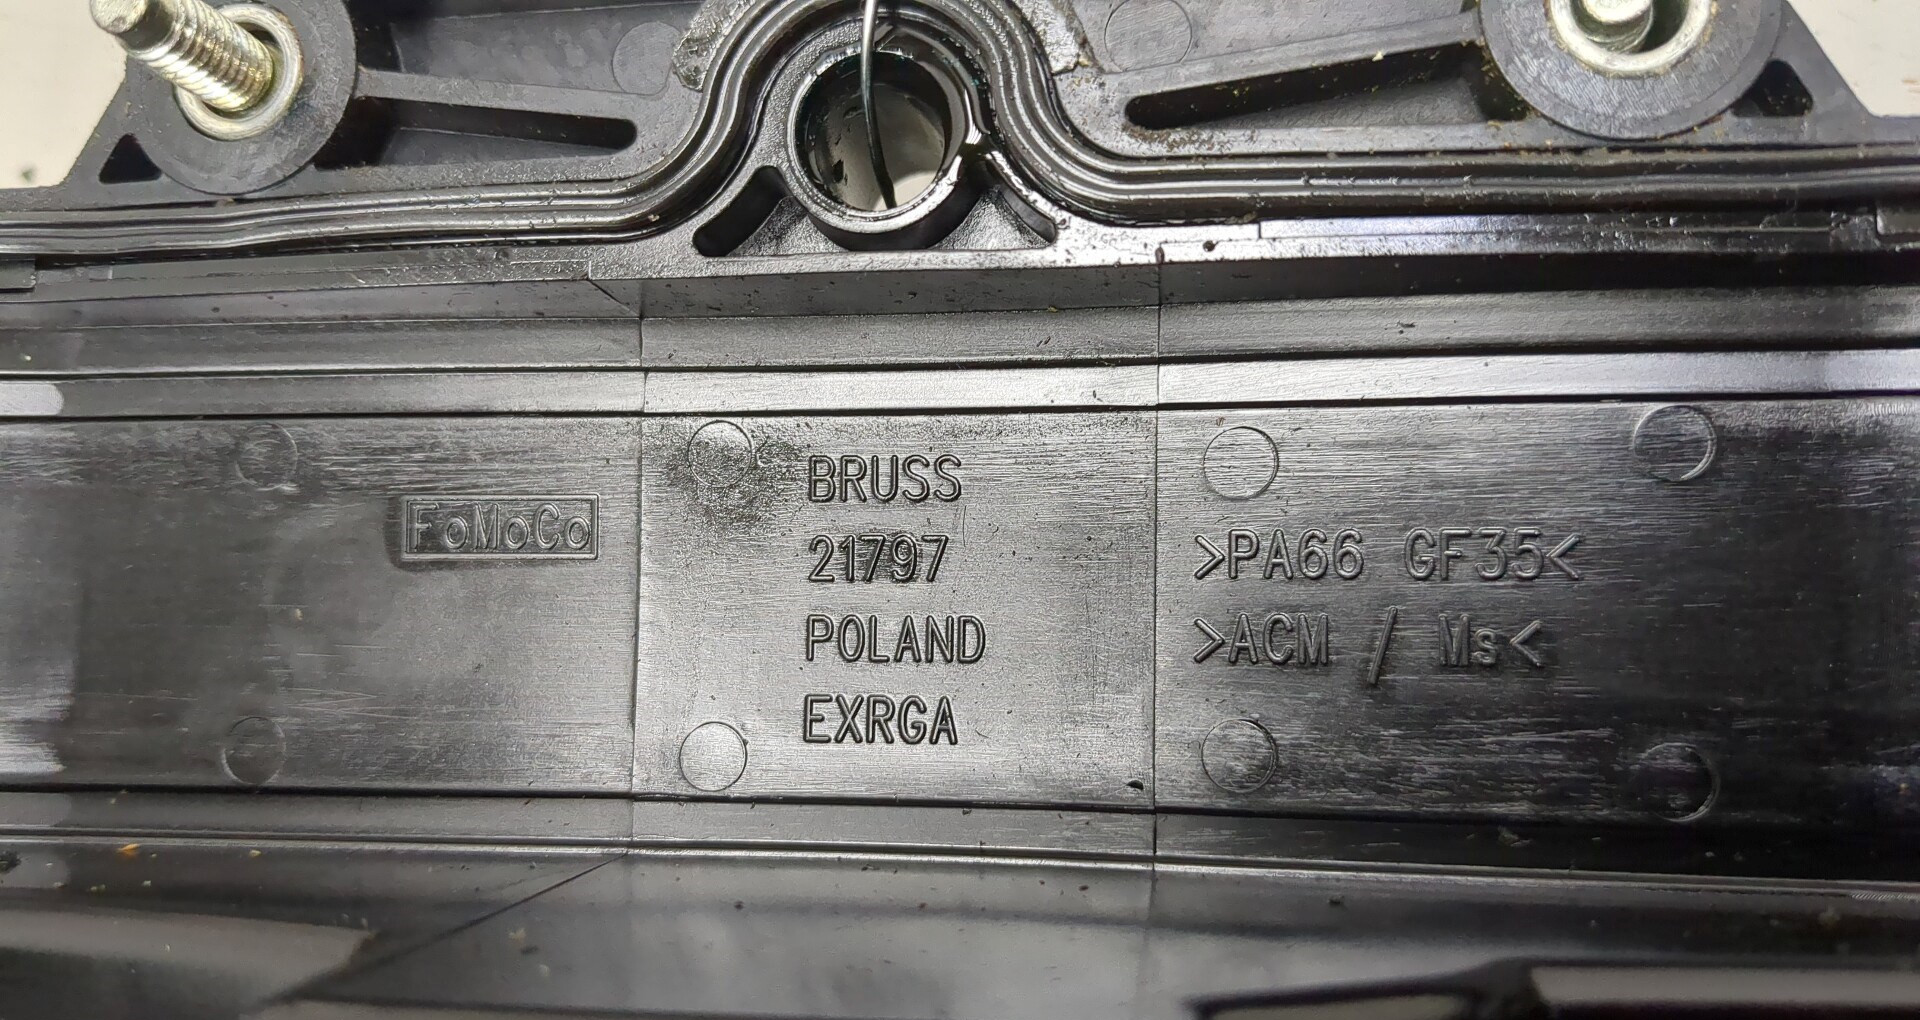 FoMoCo
BRUSS
21797
POLAND
EXRGA
>PA66 GF35<
>ACM / Ms<